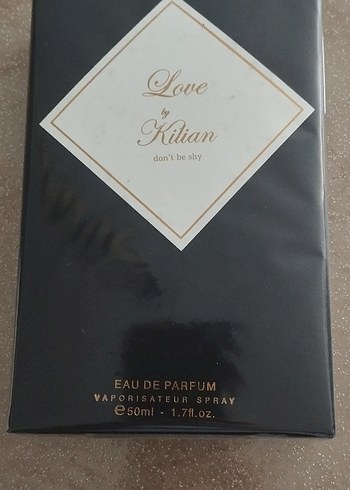 Love
by
Kilian
don't be shy
EAU DE PARFUM
VAPORISATEUR SPRAY
℮50ml - 1.7fl.oz.